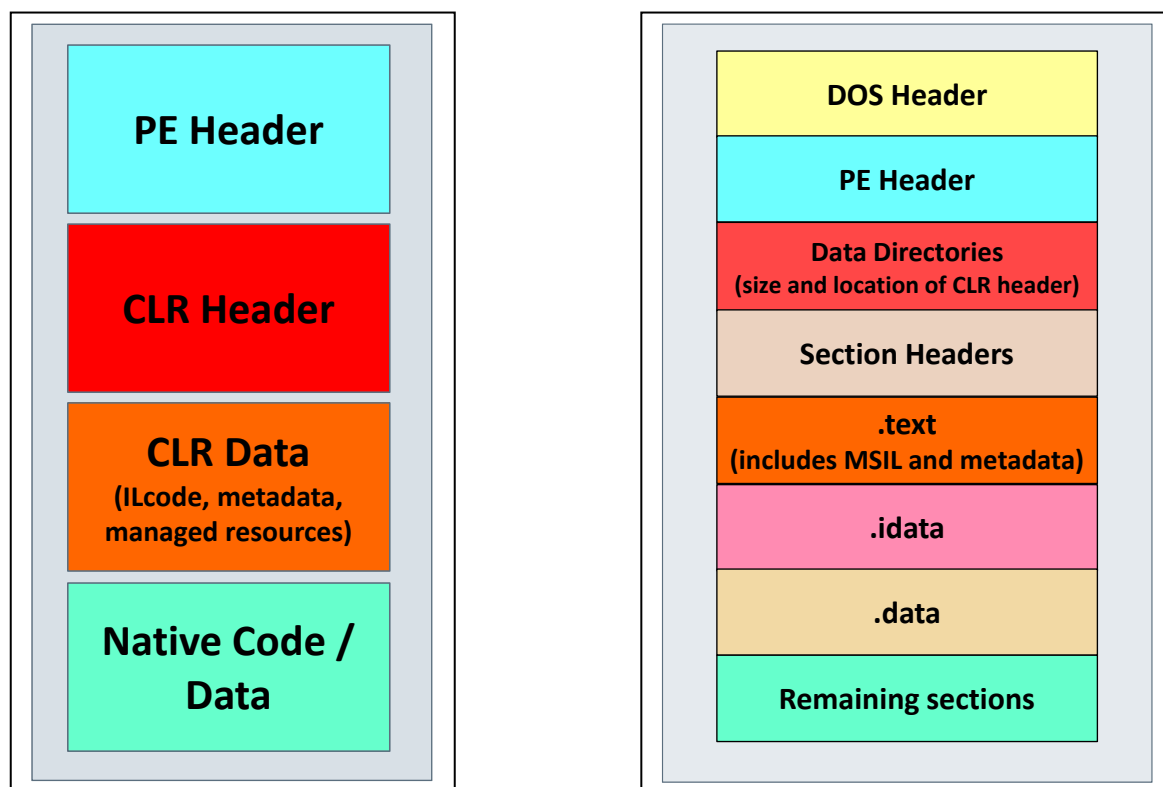 PE Header
CLR Header
CLR Data
(ILcode, metadata,
managed resources)
Native Code /
Data
DOS Header
PE Header
Data Directories
(size and location of CLR header)
Section Headers
.text
(includes MSIL and metadata)
.idata
.data
Remaining sections